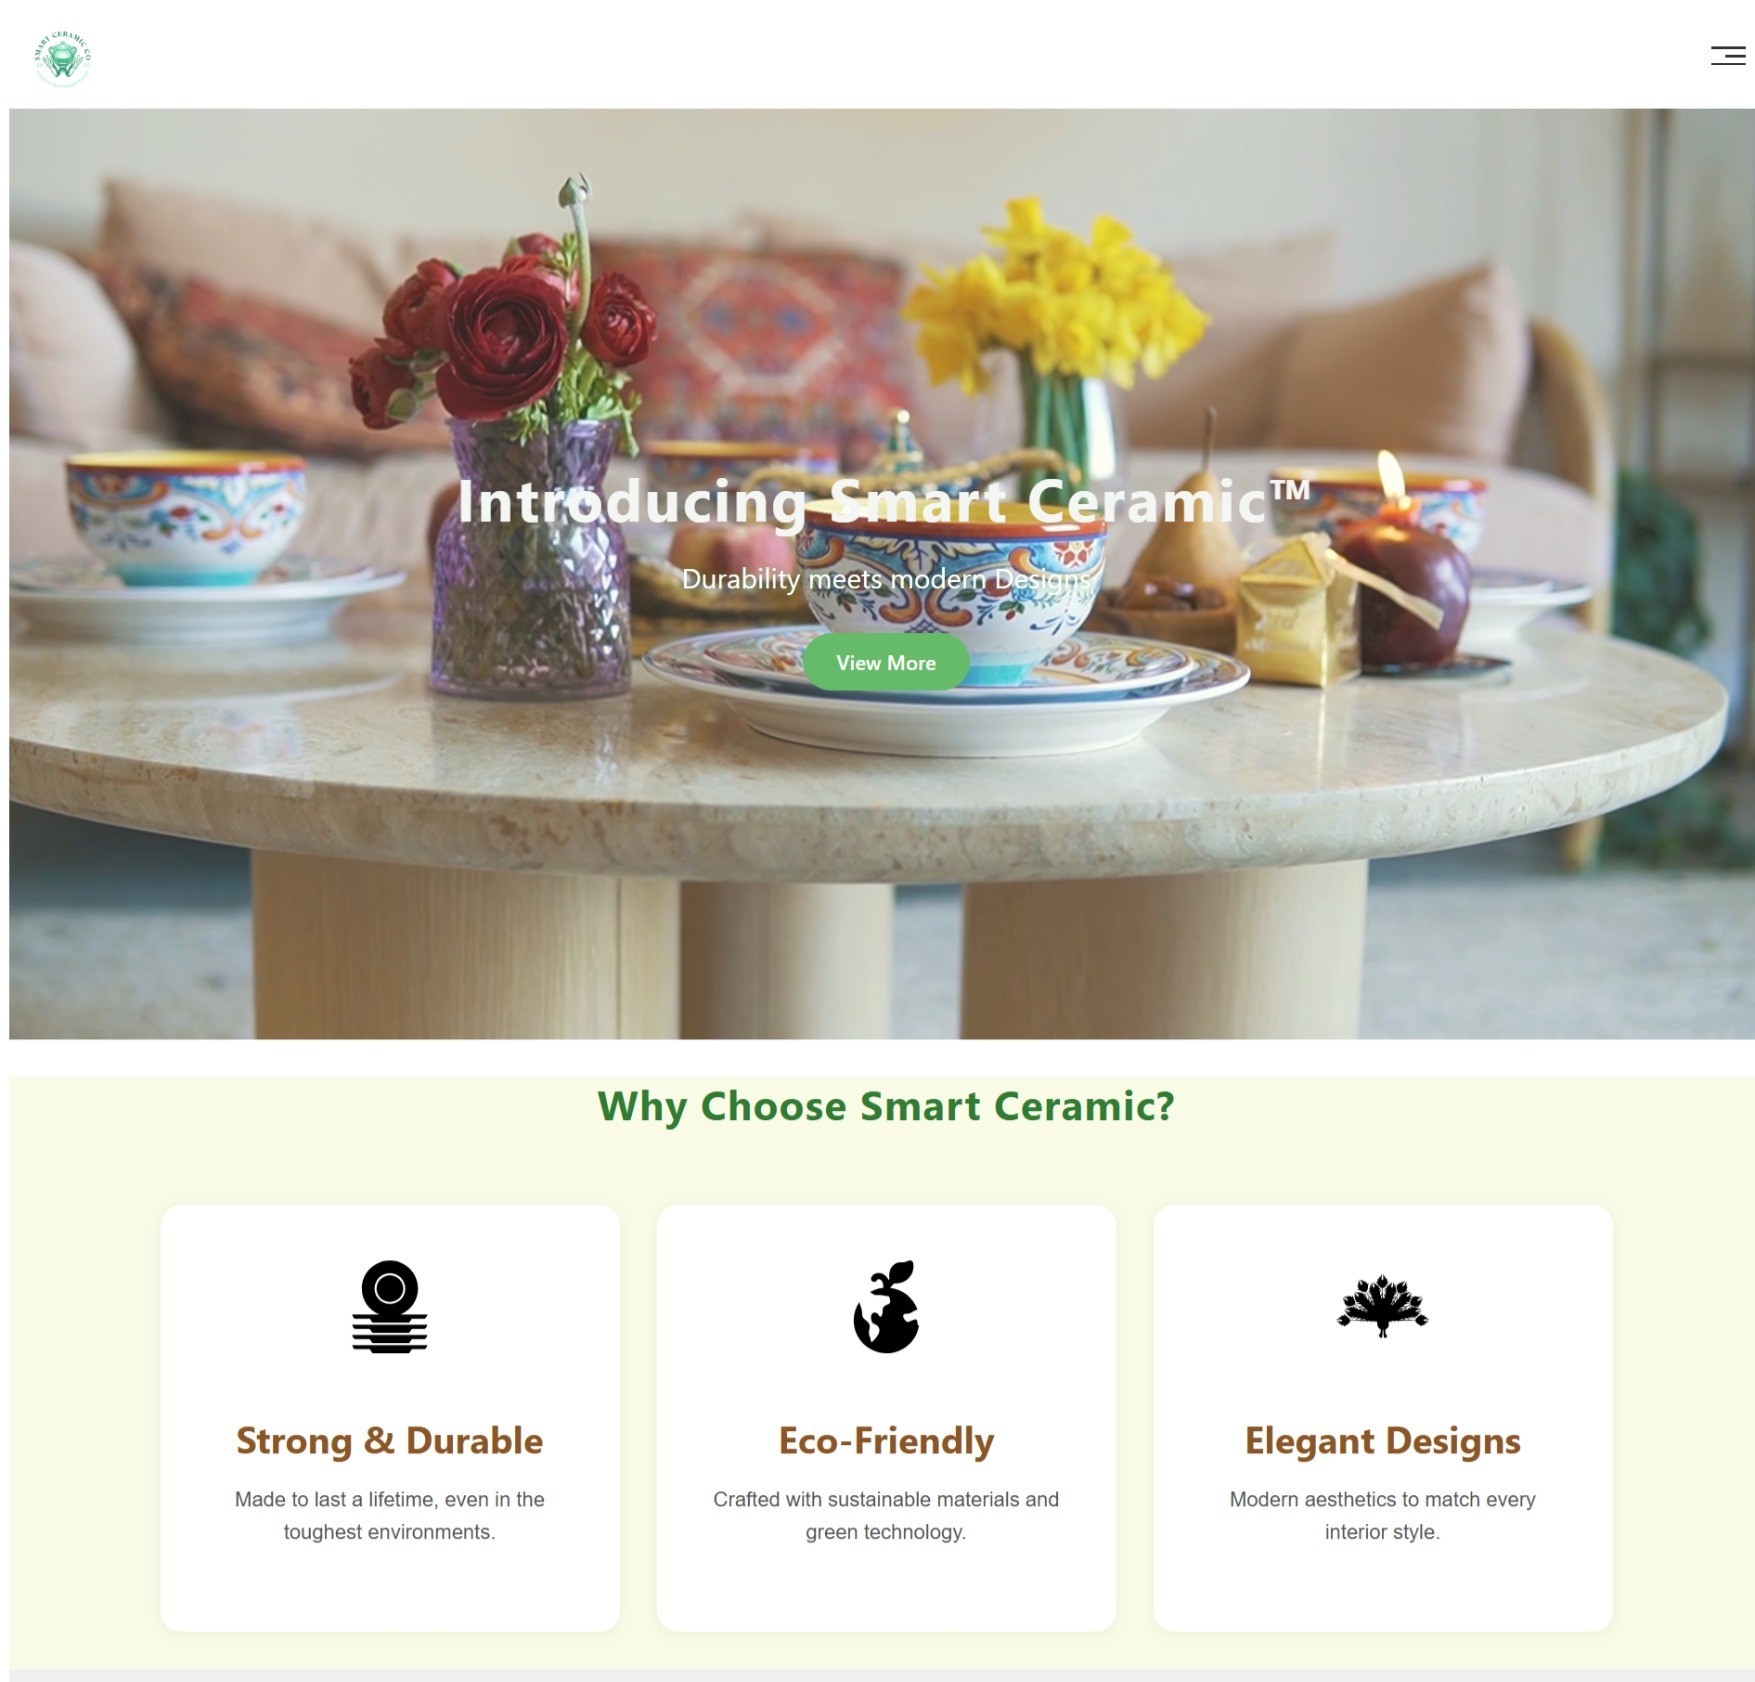 SMART CERAMIC CO
Introducing Smart Ceramic™
Durability meets modern Designs
View More
Why Choose Smart Ceramic?
Strong & Durable
Made to last a lifetime, even in the
toughest environments.
Eco-Friendly
Crafted with sustainable materials and
green technology.
Elegant Designs
Modern aesthetics to match every
interior style.